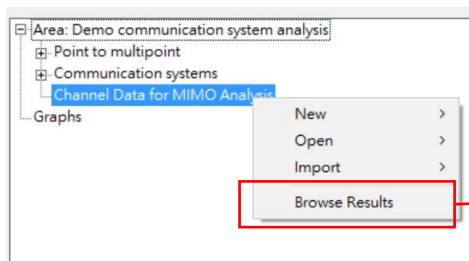 Area: Demo communication system analysis
Point to multipoint
Communication systems
Channel Data for MIMO Analysis
Graphs
New
Open
Import
Browse Results